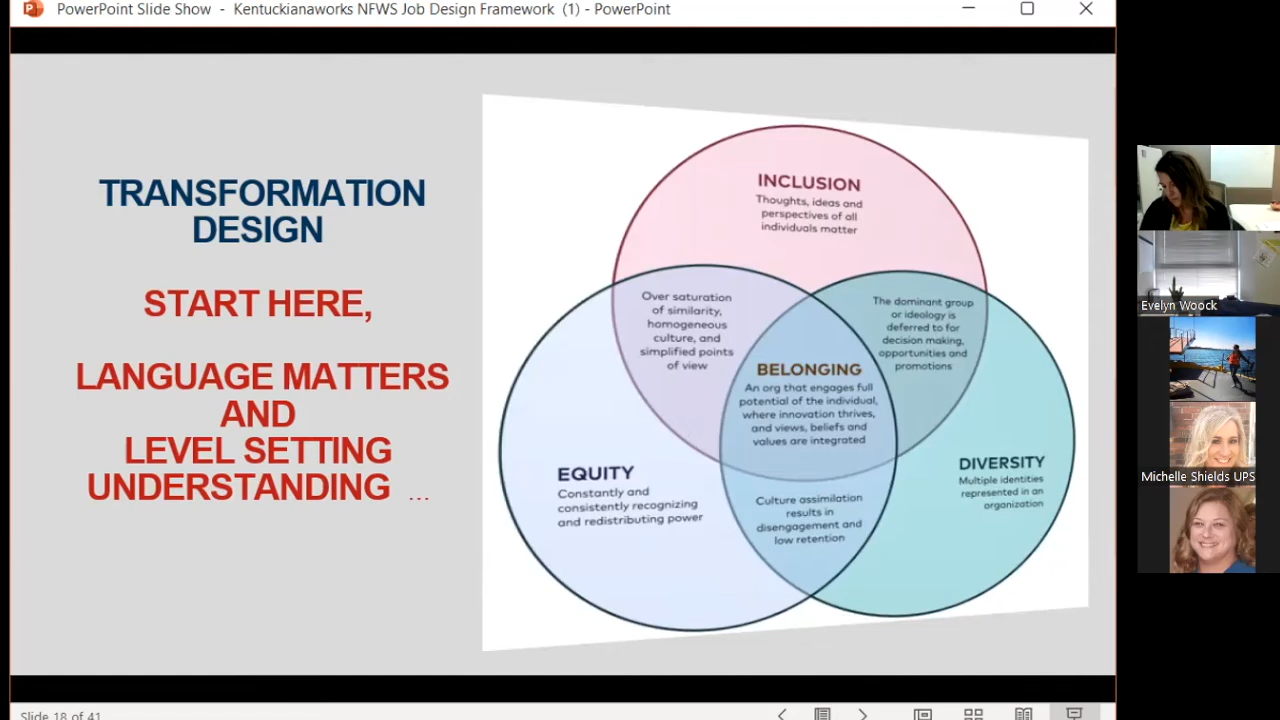 PowerPoint Slide Show - Kentuckianaworks NFWS Job Design Framework (1) - PowerPoint
TRANSFORMATION
DESIGN
START HERE,
LANGUAGE MATTERS
AND
LEVEL SETTING
UNDERSTANDING ...
INCLUSION
Thoughts, ideas and
perspectives of all
individuals matter
Over saturation
of similarity,
homogeneous
culture, and
simplified points
of view
The dominant group
or ideology is
deferred to for
decision making,
opportunities and
promotions
BELONGING
An org that engages full
potential of the individual,
where innovation thrives,
and views, beliefs and
values are integrated
EQUITY
Constantly and
consistently recognizing
and redistributing power
DIVERSITY
Multiple identities
represented in an
organization
Culture assimilation
results in
disengagement and
low retention
Evelyn Woock
Michelle Shields UPS
Slide 18 of 41